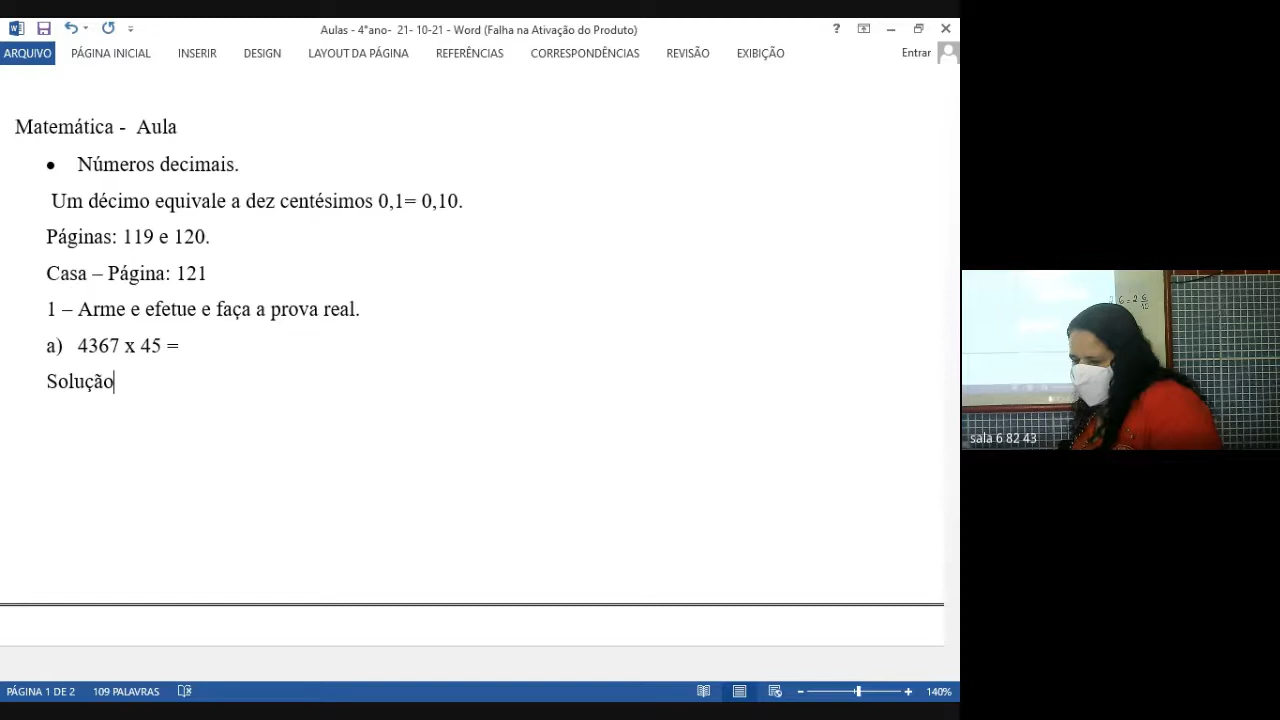 Aulas - 4°ano- 21- 10-21 - Word (Falha na Ativação do Produto)
?
ARQUIVO PÁGINA INICIAL INSERIR DESIGN LAYOUT DA PÁGINA REFERÊNCIAS CORRESPONDÊNCIAS REVISÃO EXIBIÇÃO Entrar
Matemática - Aula
• Números decimais.
Um décimo equivale a dez centésimos 0,1= 0,10.
Páginas: 119 e 120.
Casa – Página: 121
1 – Arme e efetue e faça a prova real.
a) 4367 x 45 =
Solução
sala 6 82 43
PÁGINA 1 DE 2 109 PALAVRAS 140%